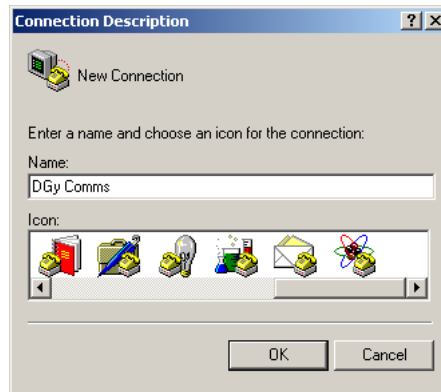 Connection Description
New Connection
Enter a name and choose an icon for the connection:
Name:
DGy Comms
Icon:
OK Cancel